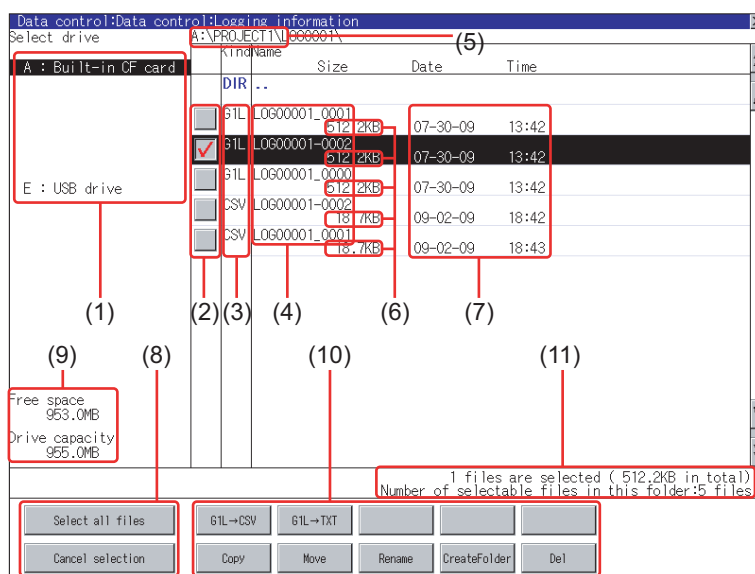 Data control:Data control:Logging information
Select drive
A:\PROJECT1\LOG00001\
(5)
Kind Name
Size Date Time
A : Built-in CF card
DIR ..
G1L LOG00001_0001
512.2KB 07-30-09 13:42
G1L LOG00001-0002
512.2KB 07-30-09 13:42
G1L LOG00001_0000
512.2KB 07-30-09 13:42
E : USB drive
CSV LOG00001-0002
18.7KB 09-02-09 18:42
CSV LOG00001_0001
18.7KB 09-02-09 18:43
(1) (2) (3) (4) (6) (7)
(9) (8) (10) (11)
Free space
953.0MB
Drive capacity
955.0MB
1 files are selected ( 512.2KB in total)
Number of selectable files in this folder:5 files
Select all files G1L→CSV G1L→TXT
Cancel selection Copy Move Rename CreateFolder Del